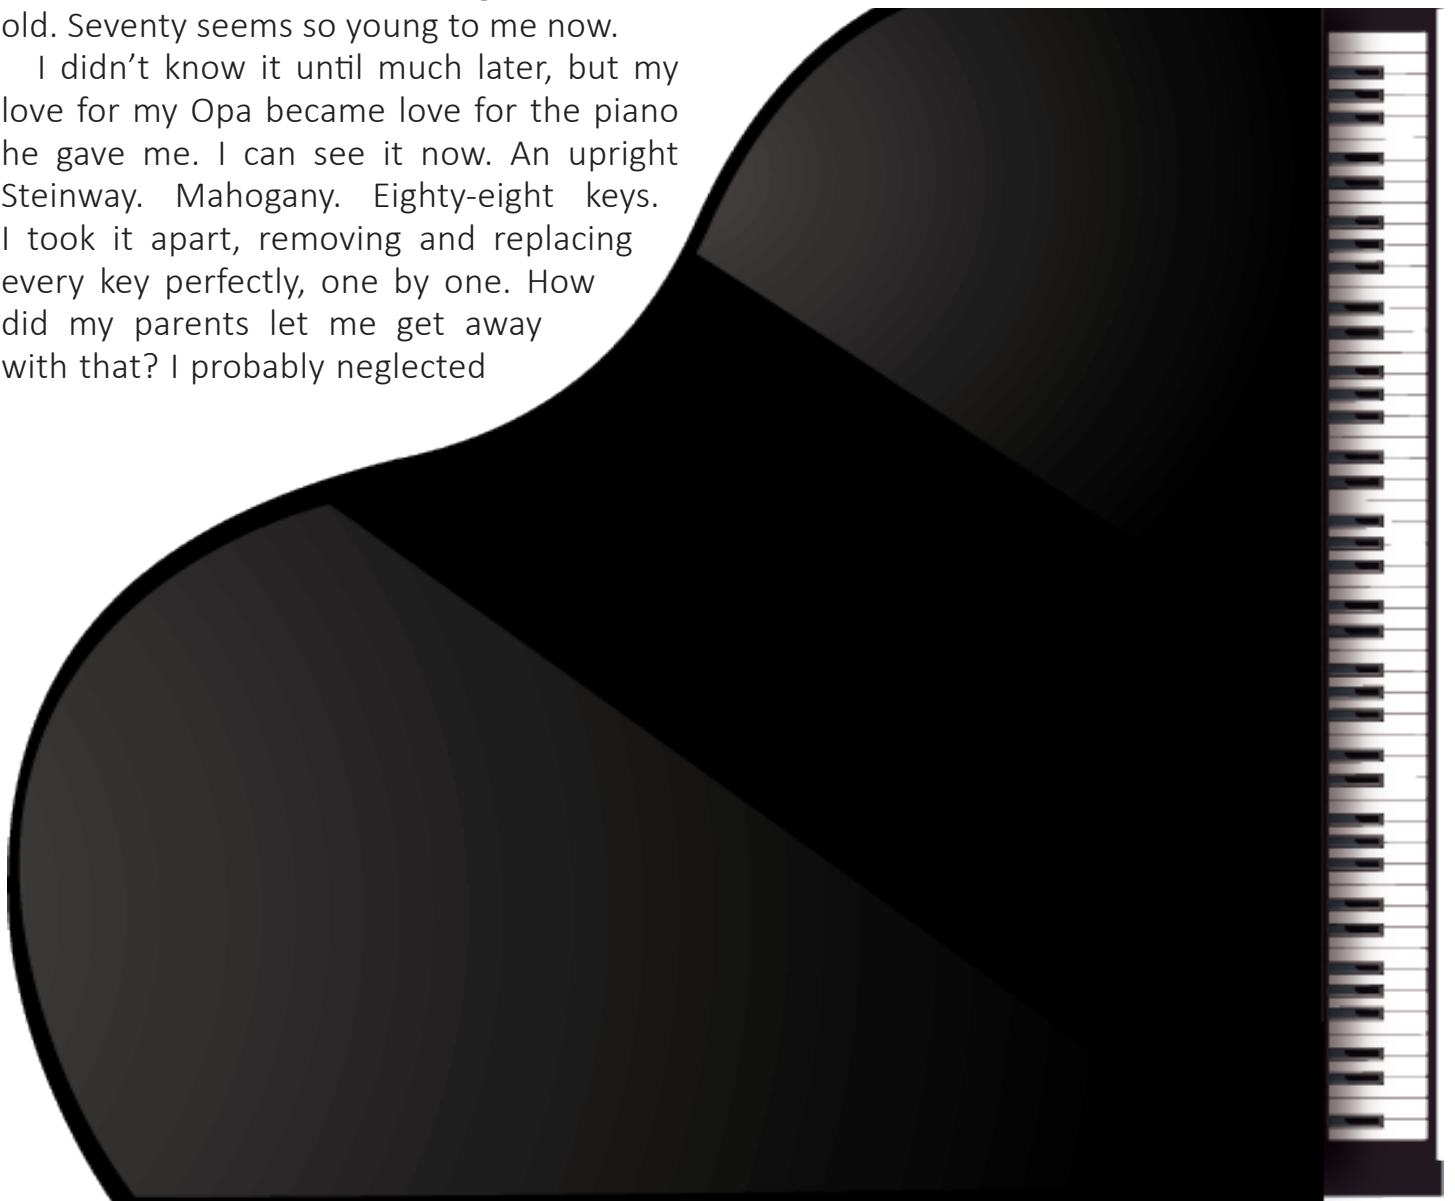 old. Seventy seems so young to me now.
I didn’t know it until much later, but my
love for my Opa became love for the piano
he gave me. I can see it now. An upright
Steinway. Mahogany. Eighty-eight keys.
I took it apart, removing and replacing
every key perfectly, one by one. How
did my parents let me get away
with that? I probably neglected